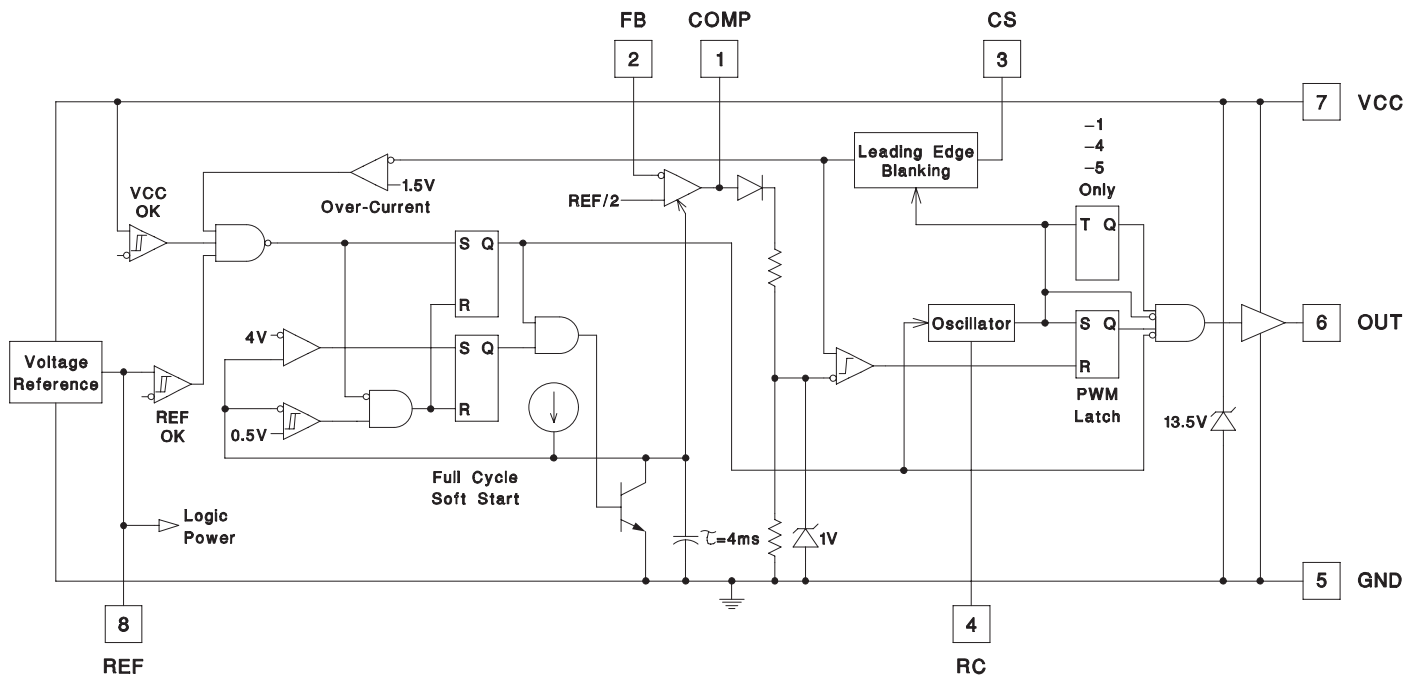 FB
COMP
CS
2
1
3
7
VCC
−1
−4
−5
Only
Leading Edge
Blanking
1.5V
Over-Current
VCC
OK
REF/2
S Q
R
T Q
Oscillator
S Q
R
PWM
Latch
6
OUT
4V
S Q
R
Voltage
Reference
REF
OK
0.5V
13.5V
Full Cycle
Soft Start
Logic
Power
τ=4ms
1V
5
GND
8
REF
4
RC